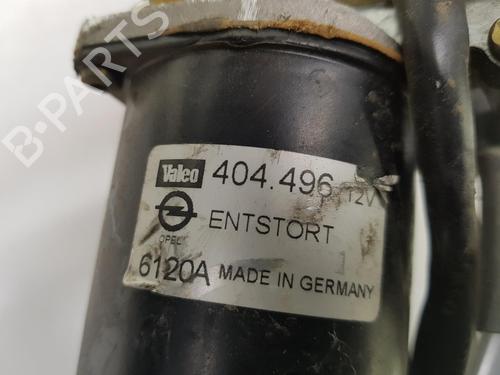 B-PARTS
Valeo 404.496 12V
OPEL ENTSTORT
6120A MADE IN GERMANY